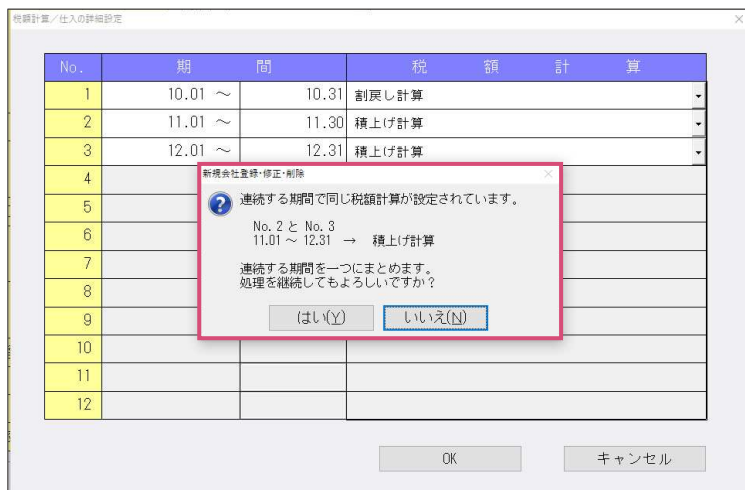 税額計算／仕入の詳細設定
No. 期 間 税 額 計 算
1 10.01 ～ 10.31 割戻し計算
2 11.01 ～ 11.30 積上げ計算
3 12.01 ～ 12.31 積上げ計算
4
新規会社登録・修正・削除
連続する期間で同じ税額計算が設定されています。
5
No. 2 と No. 3
6
11.01 ～ 12.31 → 積上げ計算
7
連続する期間を一つにまとめます。
処理を継続してもよろしいですか？
8
9
はい(Y) いいえ(N)
10
11
12
OK キャンセル